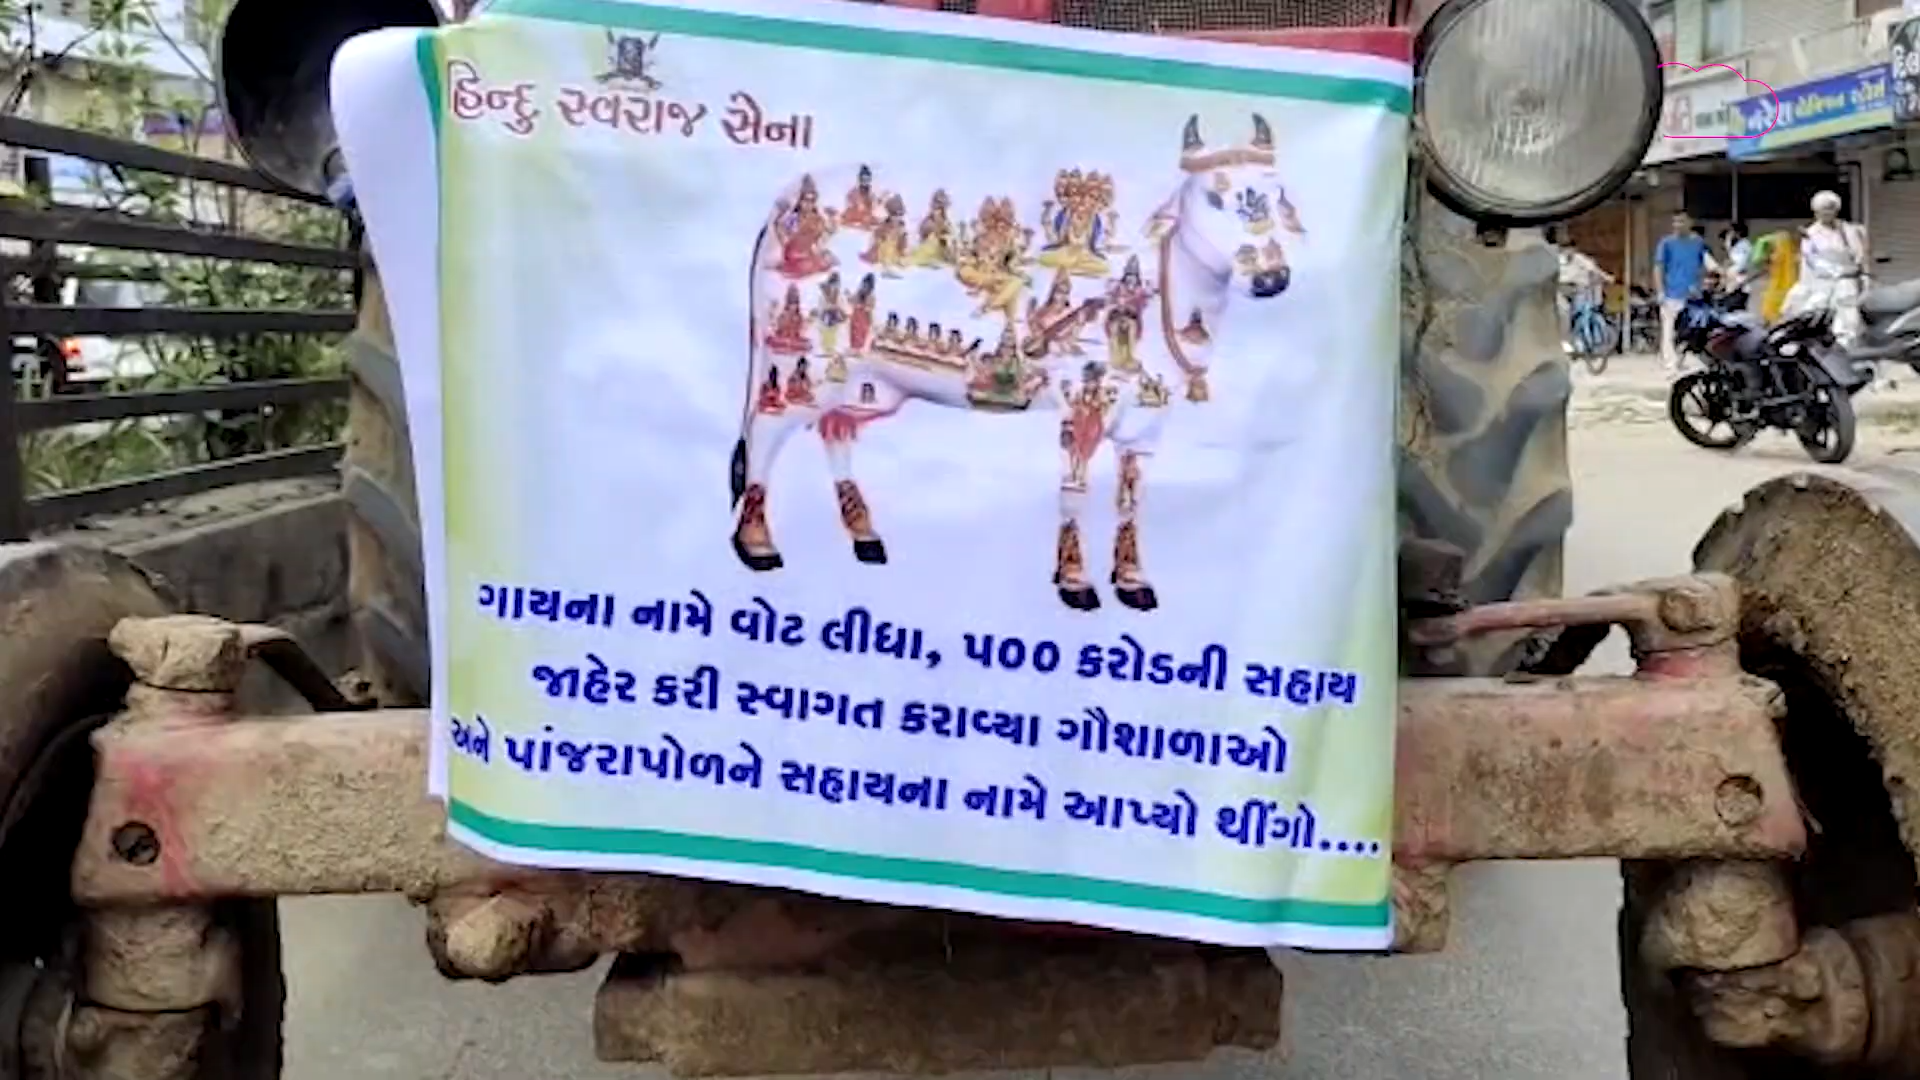 હિન્દુ સ્વરાજ સેના
ગાયના નામે વોટ લીધા, ૫૦૦ કરોડની સહાય
જાહેર કરી સ્વાગત કરાવ્યા ગૌશાળાઓ
અને પાંજરાપોળને સહાયના નામે આપ્યો થીંગો....